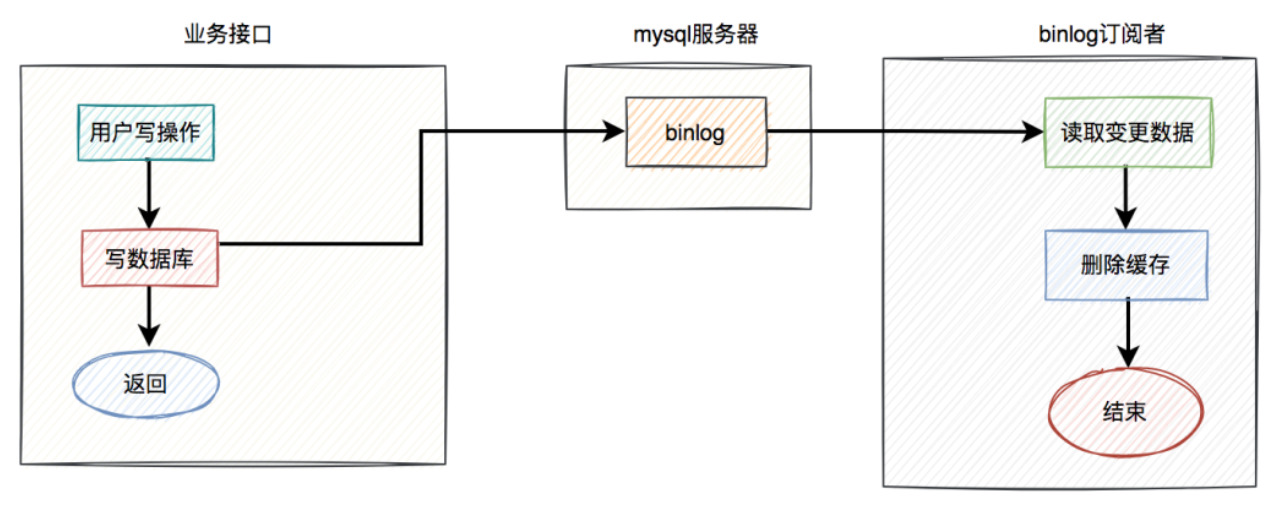 业务接口
mysql服务器
binlog订阅者
用户写操作
写数据库
返回
binlog
读取变更数据
删除缓存
结束